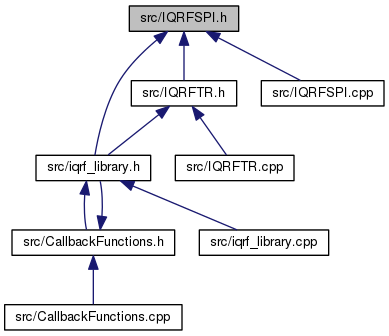 src/IQRFSPI.h
src/IQRFTR.h
src/IQRFSPI.cpp
src/iqrf_library.h
src/IQRFTR.cpp
src/CallbackFunctions.h
src/iqrf_library.cpp
src/CallbackFunctions.cpp